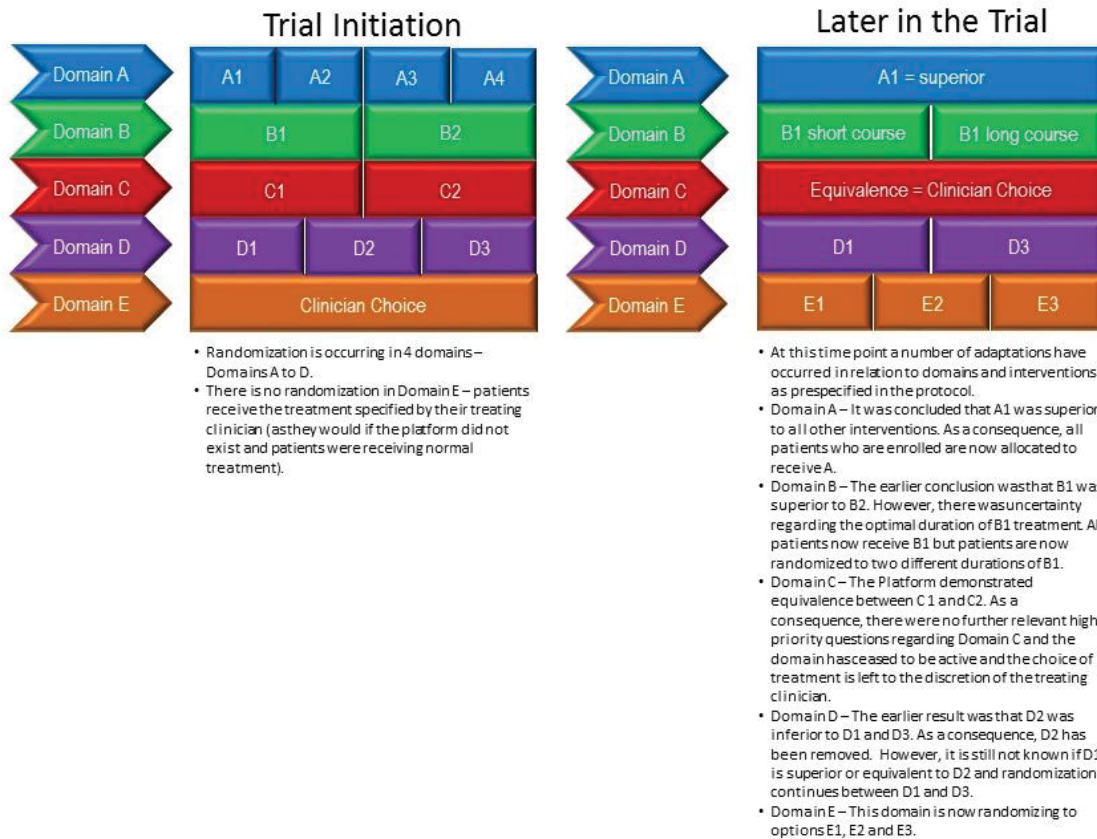 Trial Initiation
Domain A A1 A2 A3 A4
Domain B B1 B2
Domain C C1 C2
Domain D D1 D2 D3
Domain E Clinician Choice
• Randomization is occurring in 4 domains –
Domains A to D.
• There is no randomization in Domain E – patients
receive the treatment specified by their treating
clinician (as they would if the platform did not
exist and patients were receiving normal
treatment).
Later in the Trial
Domain A A1 = superior
Domain B B1 short course B1 long course
Domain C Equivalence = Clinician Choice
Domain D D1 D3
Domain E E1 E2 E3
• At this time point a number of adaptations have
occurred in relation to domains and interventions
as prespecified in the protocol.
• Domain A – It was concluded that A1 was superior
to all other interventions. As a consequence, all
patients who are enrolled are now allocated to
receive A.
• Domain B – The earlier conclusion was that B1 was
superior to B2. However, there was uncertainty
regarding the optimal duration of B1 treatment.
patients now receive B1 but patients are now
randomized to two different durations of B1.
• Domain C – The Platform demonstrated
equivalence between C1 and C2. As a
consequence, there were no further relevant high
priority questions regarding Domain C and the
domain has ceased to be active and the choice of
treatment is left to the discretion of the treating
clinician.
• Domain D – The earlier result was that D2 was
inferior to D1 and D3. As a consequence, D2 has
been removed. However, it is still not known if D1
is superior or equivalent to D2 and randomization
continues between D1 and D3.
• Domain E – This domain is now randomizing to
options E1, E2 and E3.